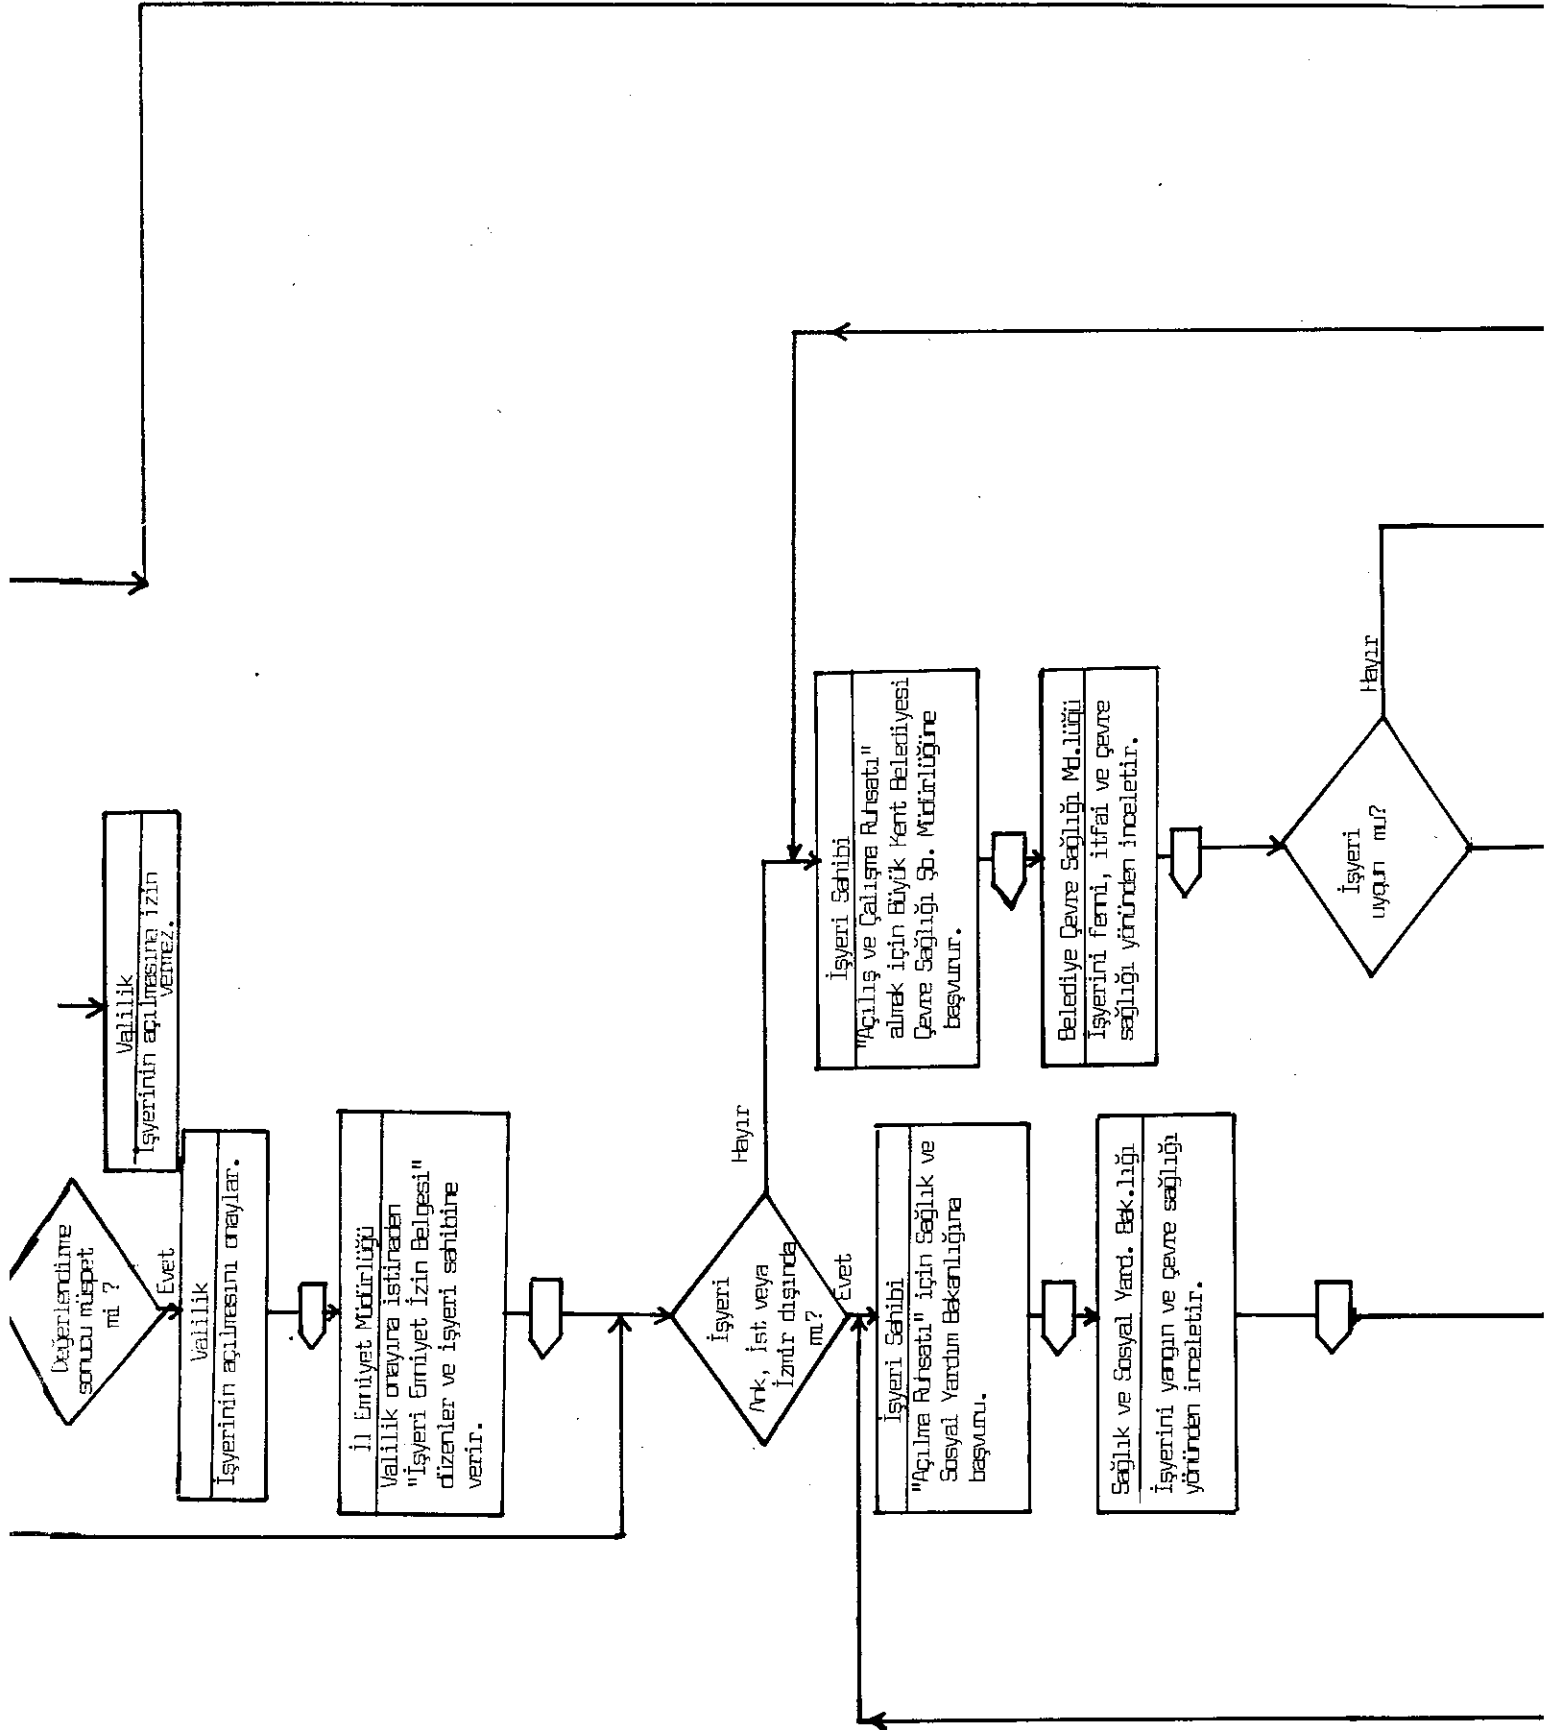 Değerlendirme
sonucu müspet
mi ?
Evet
Valilik
İşyerinin açılmasına izin
vermez.
Valilik
İşyerinin açılmasını onaylar.
İl Emniyet Müdürlüğü
Valilik onayına istinaden
"İşyeri Emniyet İzin Belgesi"
düzenler ve işyeri sahibine
verir.
İşyeri
Ank, İst veya
İzmir dışında
mı?
Hayır
Evet
İşyeri Sahibi
"Açılış ve Çalışma Ruhsatı"
almak için Büyük Kent Belediyesi
Çevre Sağlığı Şb. Müdürlüğüne
başvurur.
İşyeri Sahibi
"Açılma Ruhsatı" için Sağlık ve
Sosyal Yardım Bakanlığına
başvuru.
Belediye Çevre Sağlığı Md.lüğü
İşyerini fenni, itfai ve çevre
sağlığı yönünden inceletir.
Sağlık ve Sosyal Yard. Bak.lığı
İşyerini yangın ve çevre sağlığı
yönünden inceletir.
İşyeri
uygun mu?
Hayır